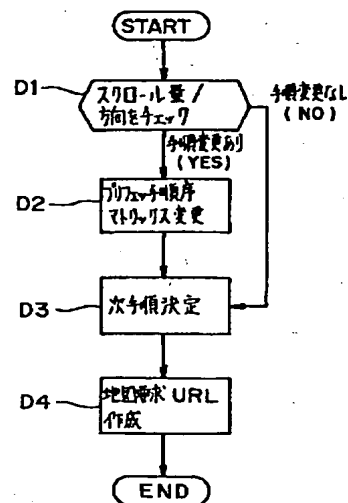 START
D1
スクロール量/
方向をチェック
手順変更なし
(NO)
手順変更あり
(YES)
D2
プリフェッチ順序
マトリックス変更
D3
次手順決定
D4
地図要求URL
作成
END